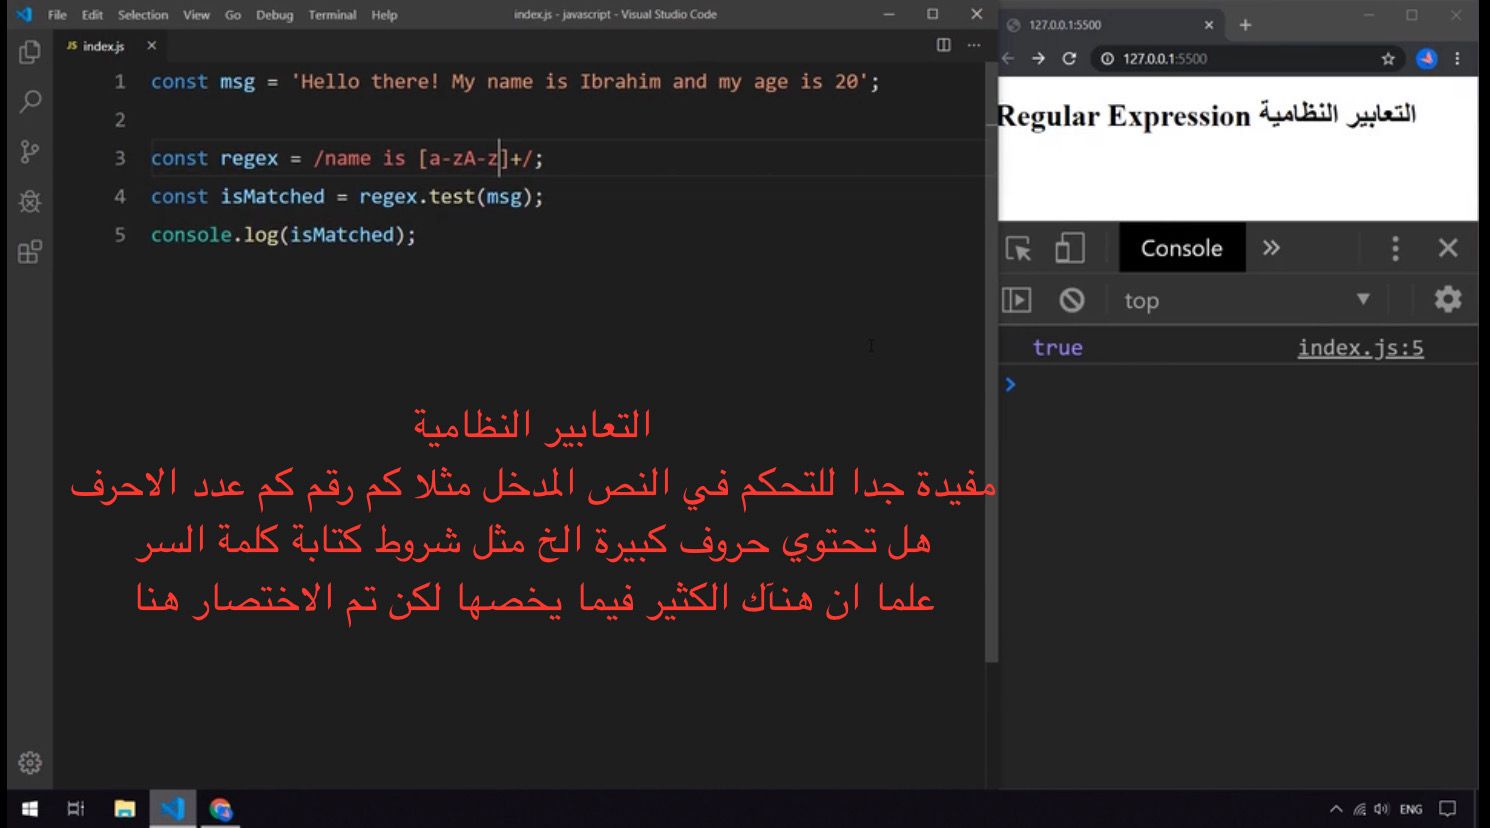 File Edit Selection View Go Debug Terminal Help
index.js - javascript - Visual Studio Code
JS index.js
1 const msg = 'Hello there! My name is Ibrahim and my age is 20';
2
3 const regex = /name is [a-zA-z]+/;
4 const isMatched = regex.test(msg);
5 console.log(isMatched);
التعابير النظامية
مفيدة جدا للتحكم في النص المدخل مثلا كم رقم كم عدد الاحرف
هل تحتوي حروف كبيرة الخ مثل شروط كتابة كلمة السر
علما ان هناك الكثير فيما يخصها لكن تم الاختصار هنا
127.0.0.1:5500
127.0.0.1:5500
Regular Expression التعابير النظامية
Console
top
true index.js:5
ENG